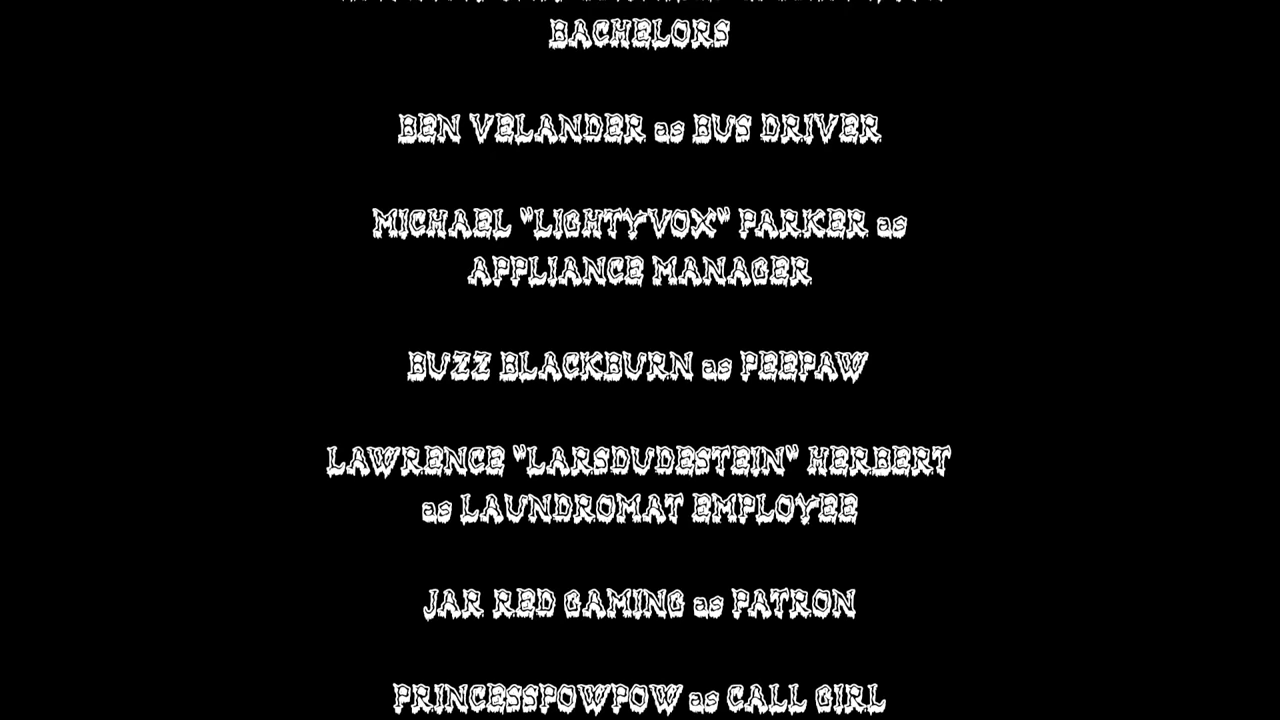 BACHELORS
BEN VELANDER as BUS DRIVER
MICHAEL "LIGHTYVOX" PARKER as
APPLIANCE MANAGER
BUZZ BLACKBURN as PEEPAW
LAWRENCE "LARSDUDESTEIN" HERBERT
as LAUNDROMAT EMPLOYEE
JAR RED GAMING as PATRON
PRINCESSPOWPOW as CALL GIRL